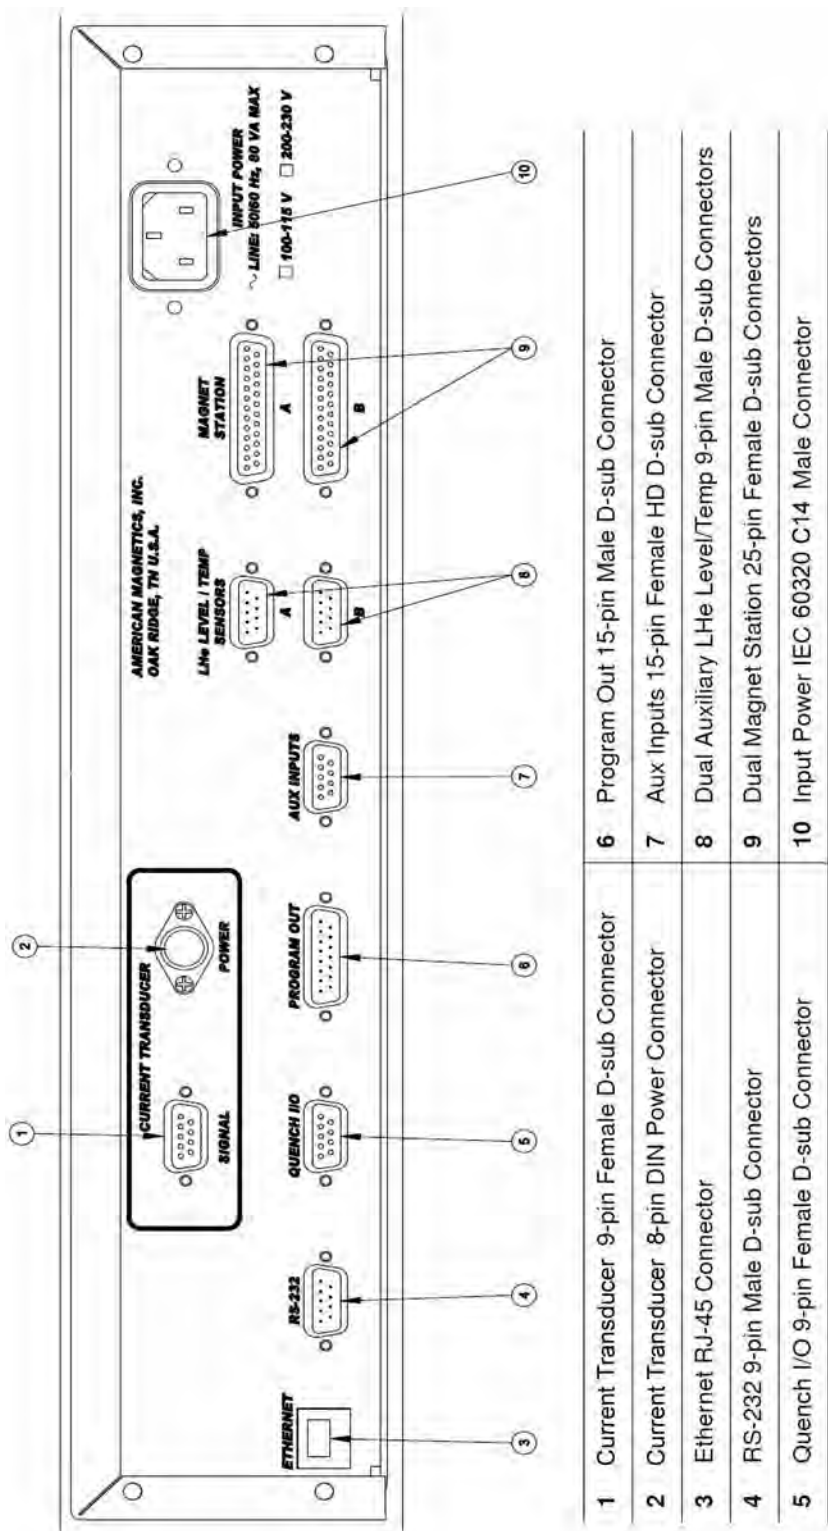 2
1
AMERICAN MAGNETICS, INC.
OAK RIDGE, TN U.S.A.
CURRENT TRANSDUCER
SIGNAL
POWER
LHe LEVEL / TEMP
SENSORS
A
B
MAGNET
STATION
A
B
INPUT POWER
~ LINE: 50/60 Hz, 80 VA MAX
100-115 V 200-230 V
ETHERNET
RS-232
QUENCH I/O
PROGRAM OUT
AUX INPUTS
3
4
5
6
7
8
9
10
1 Current Transducer 9-pin Female D-sub Connector
6 Program Out 15-pin Male D-sub Connector
2 Current Transducer 8-pin DIN Power Connector
7 Aux Inputs 15-pin Female HD D-sub Connector
3 Ethernet RJ-45 Connector
8 Dual Auxiliary LHe Level/Temp 9-pin Male D-sub Connectors
4 RS-232 9-pin Male D-sub Connector
9 Dual Magnet Station 25-pin Female D-sub Connectors
5 Quench I/O 9-pin Female D-sub Connector
10 Input Power IEC 60320 C14 Male Connector